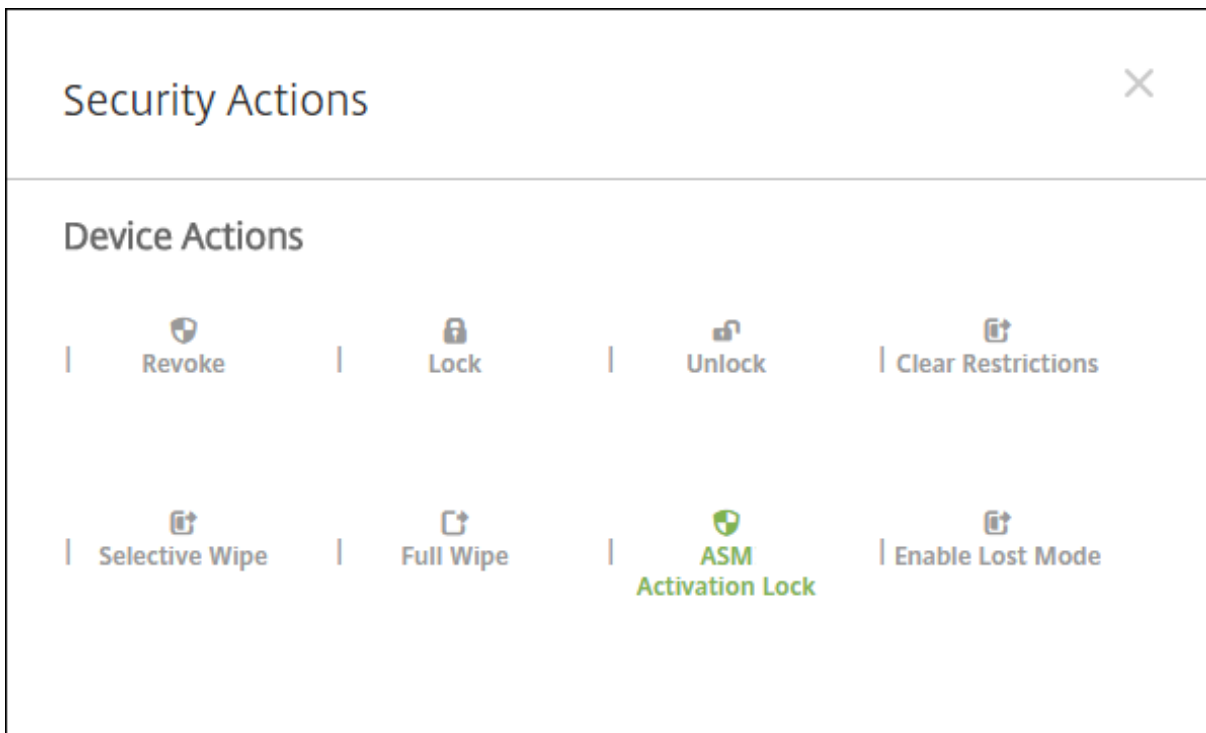 Security Actions
Device Actions
Revoke
Lock
Unlock
Clear Restrictions
Selective Wipe
Full Wipe
ASM
Activation Lock
Enable Lost Mode